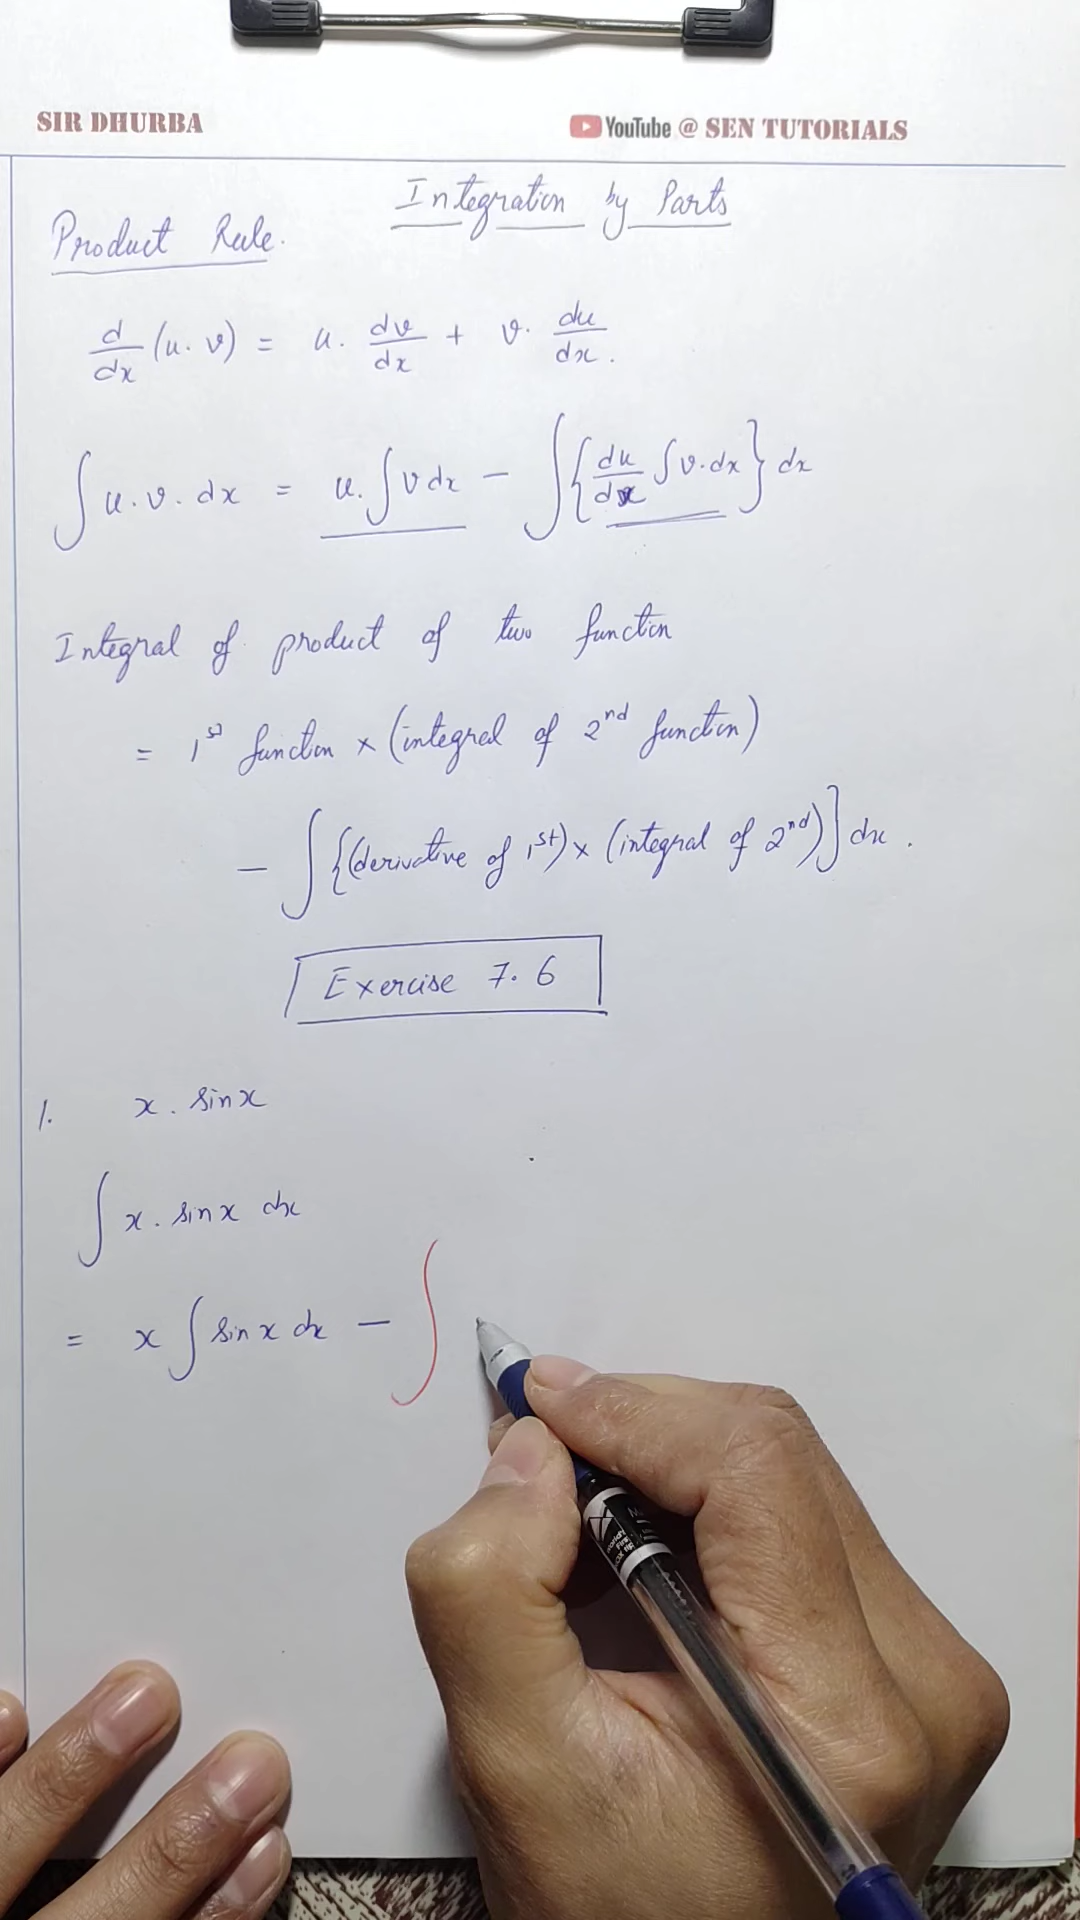 SIR DHURBA
YouTube @ SEN TUTORIALS
Integration by Parts
Product Rule.
d/dx (u. v) = u. dv/dx + v. du/dx.
∫ u. v. dx = u. ∫ v dx − ∫ { du/dx ∫ v. dx } dx
Integral of product of two function
= 1st function × (integral of 2nd function)
− ∫ {(derivative of 1st) × (integral of 2nd)} dx.
Exercise 7.6
1. x. sin x
∫ x. sin x dx
= x ∫ sin x dx − ∫